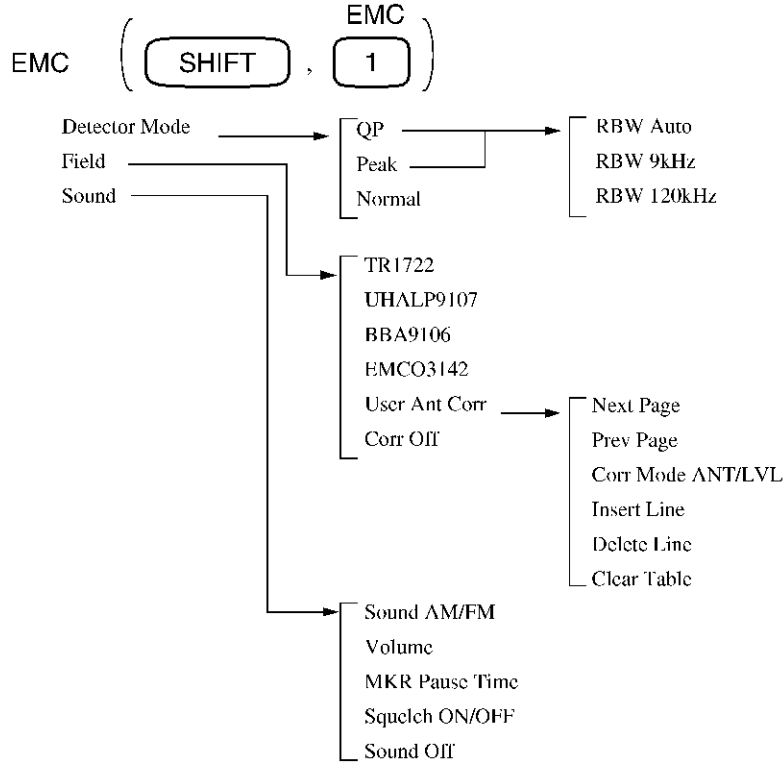 EMC
EMC SHIFT , 1
Detector Mode
Field
Sound
QP
Peak
Normal
RBW Auto
RBW 9kHz
RBW 120kHz
TR1722
UHALP9107
BBA9106
EMCO3142
User Ant Corr
Corr Off
Next Page
Prev Page
Corr Mode ANT/LVL
Insert Line
Delete Line
Clear Table
Sound AM/FM
Volume
MKR Pause Time
Squelch ON/OFF
Sound Off